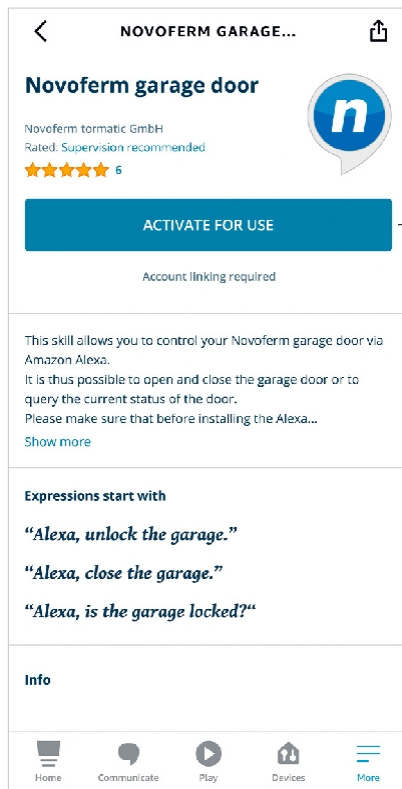 NOVOFERM GARAGE...
Novoferm garage door
Novoferm tormatic GmbH
Rated: Supervision recommended
6
n
ACTIVATE FOR USE
Account linking required
This skill allows you to control your Novoferm garage door via
Amazon Alexa.
It is thus possible to open and close the garage door or to
query the current status of the door.
Please make sure that before installing the Alexa...
Show more
Expressions start with
“Alexa, unlock the garage.”
“Alexa, close the garage.”
“Alexa, is the garage locked?“
Info
Home Communicate Play Devices More